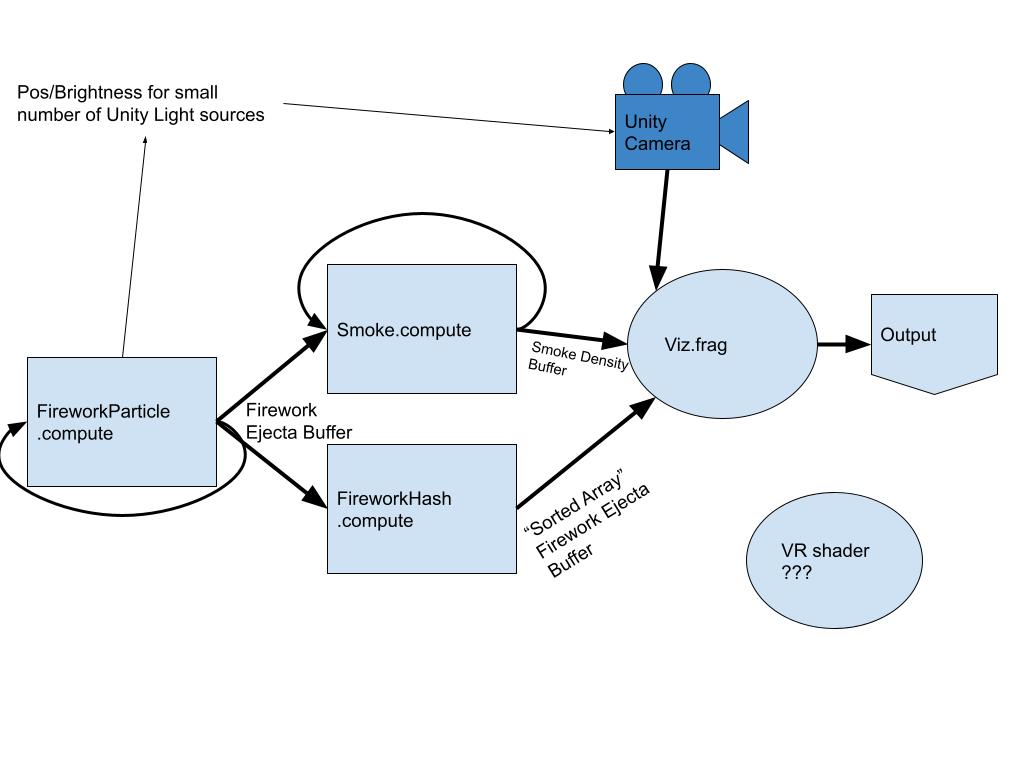 Pos/Brightness for small
number of Unity Light sources
Unity
Camera
Smoke.compute
Smoke Density
Buffer
Viz.frag
Output
FireworkParticle
.compute
Firework
Ejecta Buffer
FireworkHash
.compute
“Sorted Array”
Firework Ejecta
Buffer
VR shader
???